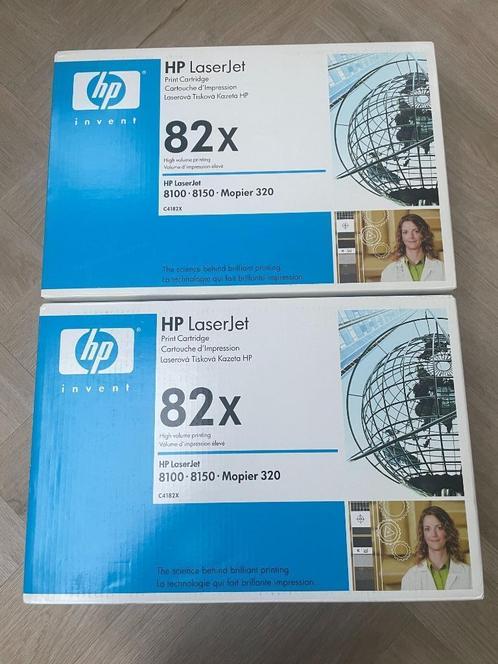 hp
invent
HP LaserJet
Print Cartridge
Cartouche d'Impression
Laserová Tisková Kazeta HP
82x
High volume printing
Volume d'impression élevé
HP LaserJet
8100 · 8150 · Mopier 320
C4182X
The science behind brilliant printing.
La technologie qui fait brillante impression.
hp
invent
HP LaserJet
Print Cartridge
Cartouche d'Impression
Laserová Tisková Kazeta HP
82x
High volume printing
Volume d'impression élevé
HP LaserJet
8100 · 8150 · Mopier 320
C4182X
The science behind brilliant printing.
La technologie qui fait brillante impression.